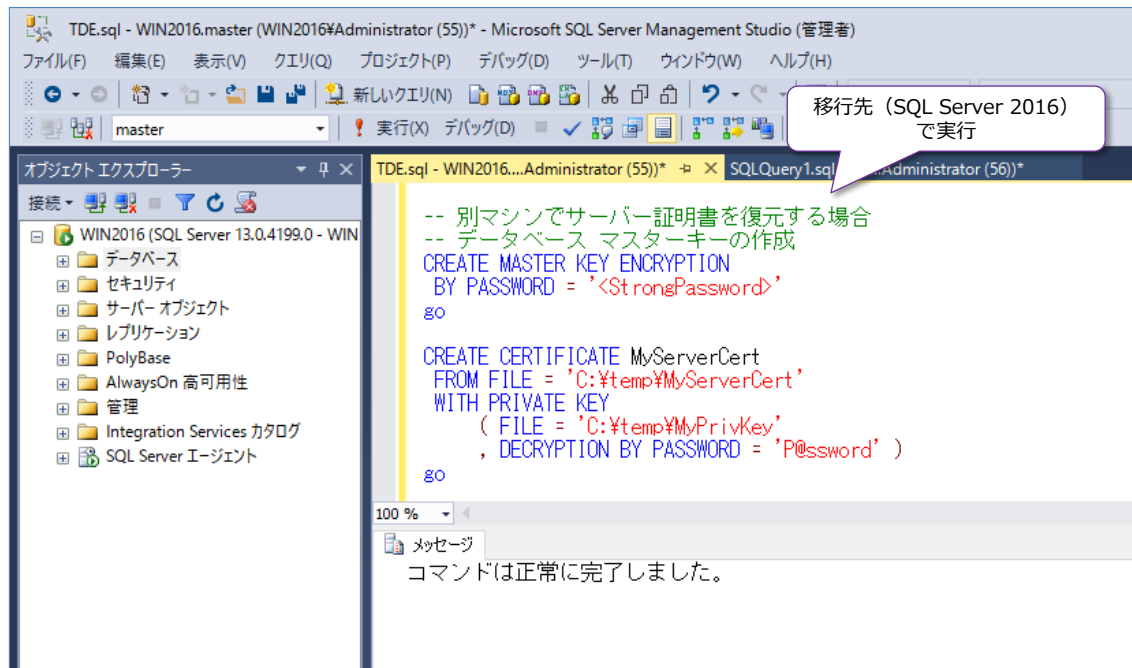 TDE.sql - WIN2016.master (WIN2016¥Administrator (55))* - Microsoft SQL Server Management Studio (管理者)
ファイル(F) 編集(E) 表示(V) クエリ(Q) プロジェクト(P) デバッグ(D) ツール(T) ウィンドウ(W) ヘルプ(H)
新しいクエリ(N)
移行先（SQL Server 2016）
で実行
master 実行(X) デバッグ(D)
オブジェクト エクスプローラー
接続
WIN2016 (SQL Server 13.0.4199.0 - WIN
データベース
セキュリティ
サーバー オブジェクト
レプリケーション
PolyBase
AlwaysOn 高可用性
管理
Integration Services カタログ
SQL Server エージェント
TDE.sql - WIN2016....Administrator (55))* SQLQuery1.sql ...Administrator (56))*
-- 別マシンでサーバー証明書を復元する場合
-- データベース マスターキーの作成
CREATE MASTER KEY ENCRYPTION
BY PASSWORD = '<StrongPassword>'
go
CREATE CERTIFICATE MyServerCert
FROM FILE = 'C:¥temp¥MyServerCert'
WITH PRIVATE KEY
( FILE = 'C:¥temp¥MyPrivKey'
, DECRYPTION BY PASSWORD = 'P@ssword' )
go
100 %
メッセージ
コマンドは正常に完了しました。